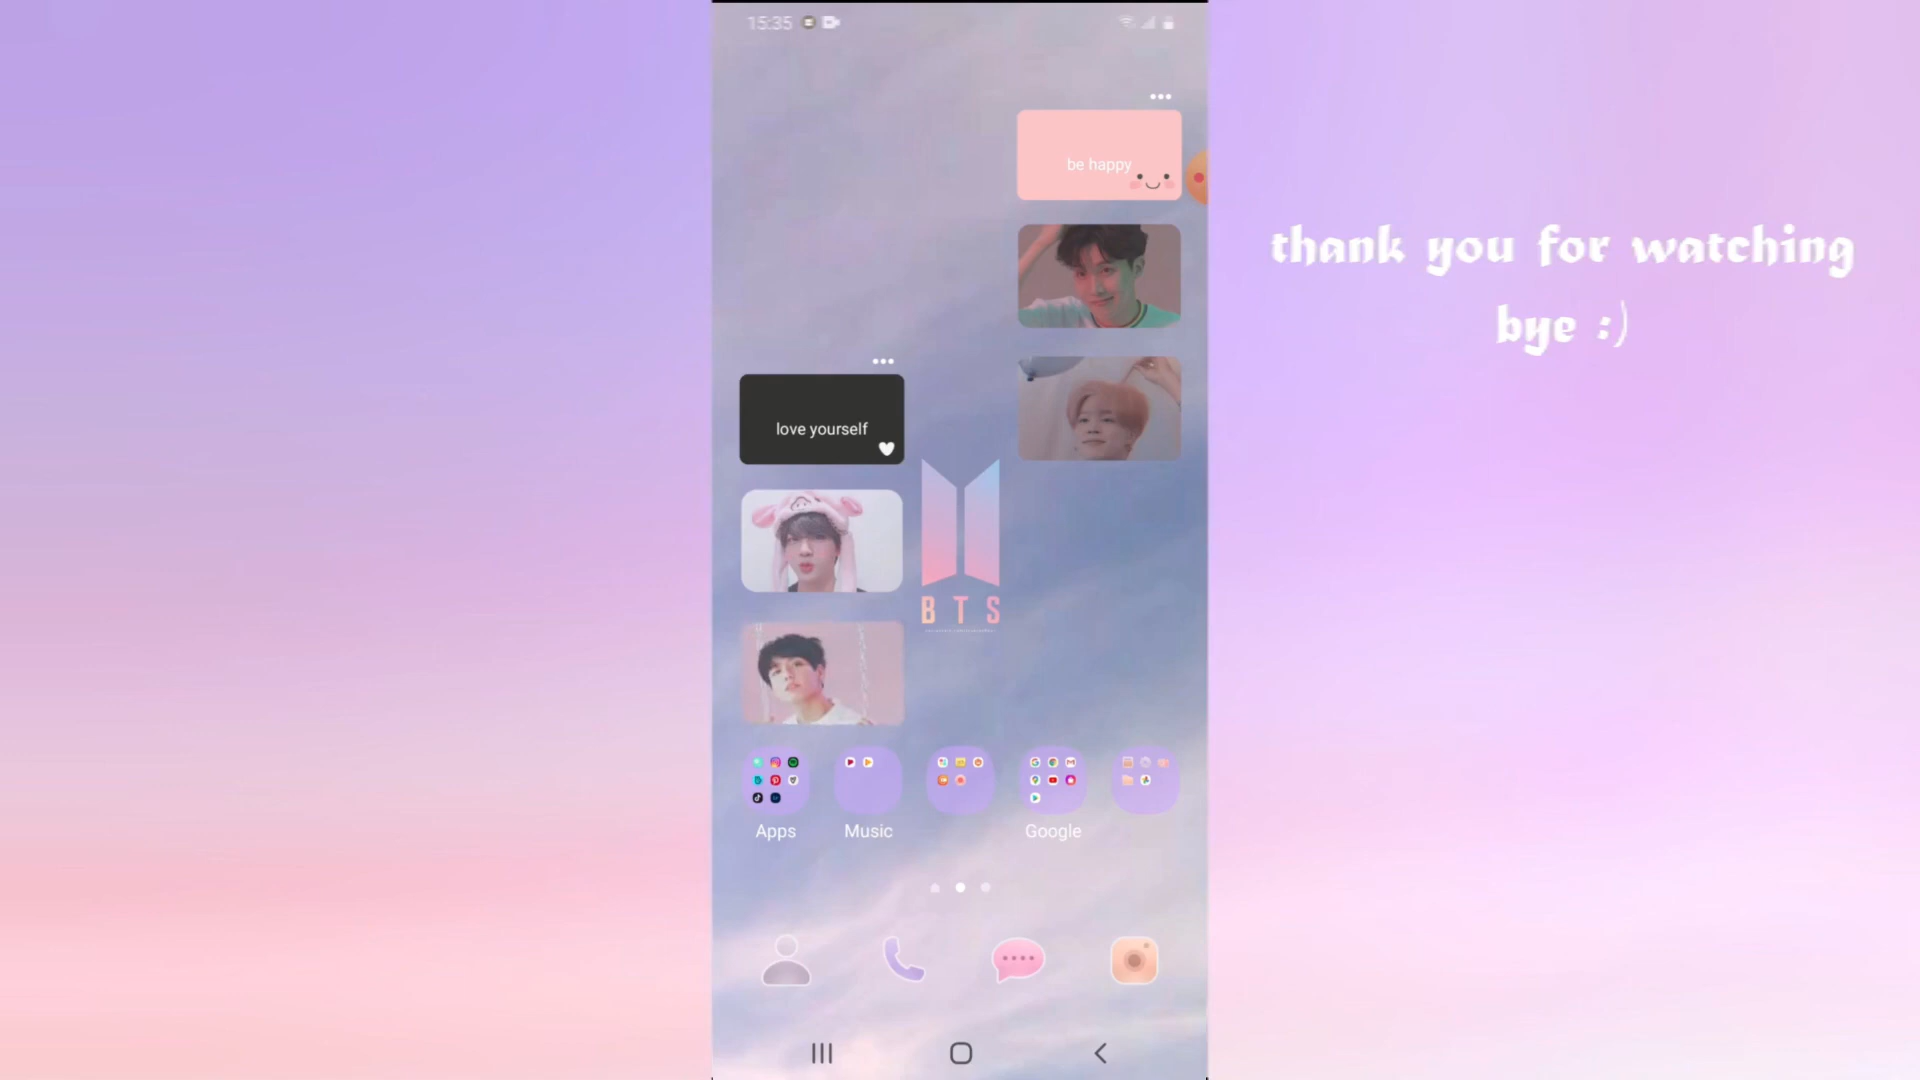 15:35
be happy
thank you for watching
bye :)
love yourself
BTS
Apps
Music
Google